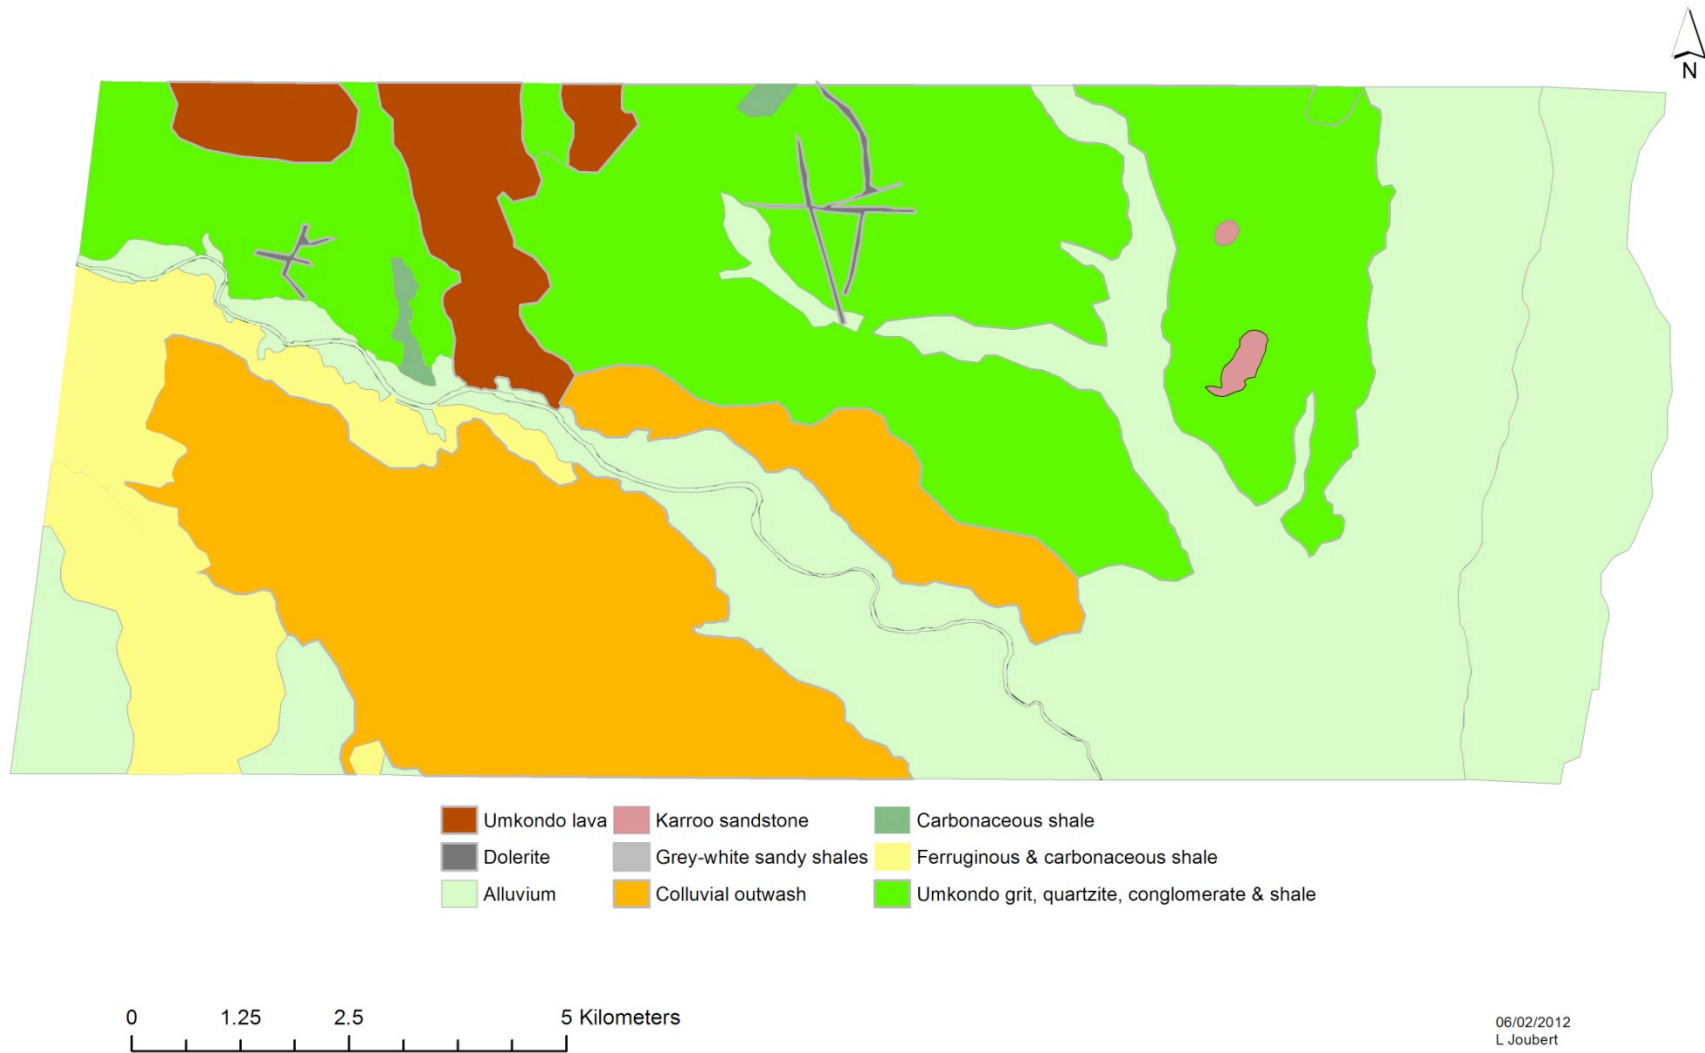 N
Umkondo lava Karroo sandstone Carbonaceous shale
Dolerite Grey-white sandy shales Ferruginous & carbonaceous shale
Alluvium Colluvial outwash Umkondo grit, quartzite, conglomerate & shale
0 1.25 2.5 5 Kilometers
06/02/2012
L Joubert